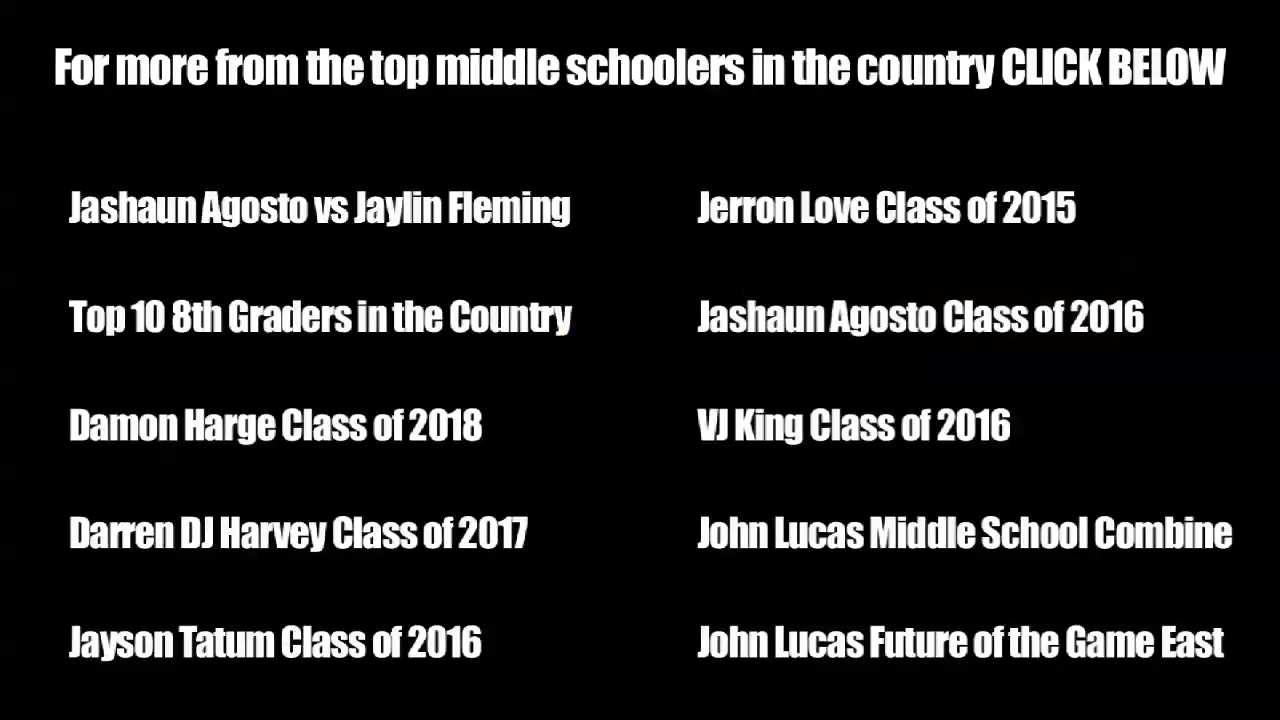 For more from the top middle schoolers in the country CLICK BELOW
Jashaun Agosto vs Jaylin Fleming
Top 10 8th Graders in the Country
Damon Harge Class of 2018
Darren DJ Harvey Class of 2017
Jayson Tatum Class of 2016
Jerron Love Class of 2015
Jashaun Agosto Class of 2016
VJ King Class of 2016
John Lucas Middle School Combine
John Lucas Future of the Game East